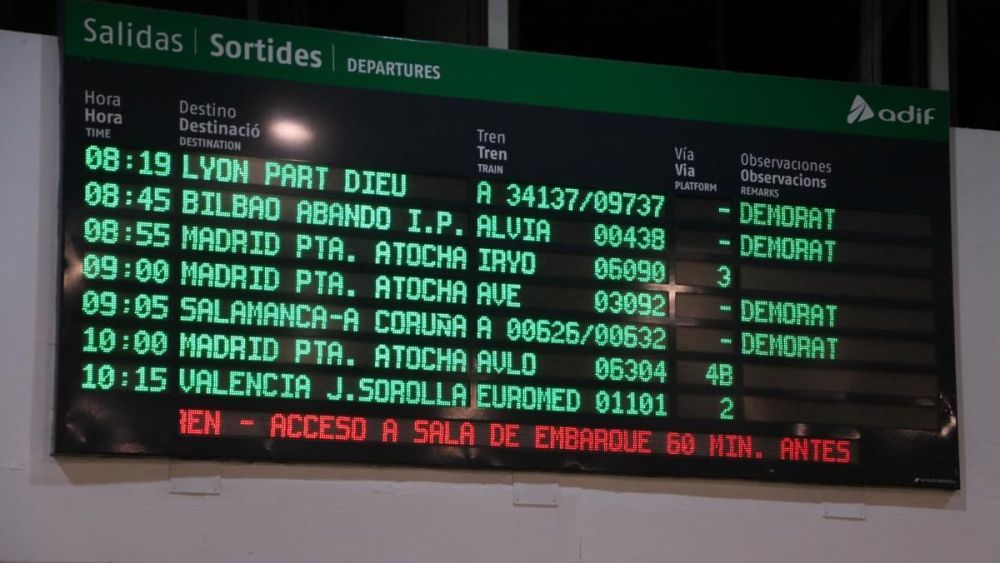 Salidas | Sortides | DEPARTURES
adif
Hora Destino Tren Vía Observaciones
Hora Destinació Tren Via Observacions
TIME DESTINATION TRAIN PLATFORM REMARKS
08:19 LYON PART DIEU A 34137/09737 - DEMORAT
08:45 BILBAO ABANDO I.P. ALVIA 00438 - DEMORAT
08:55 MADRID PTA. ATOCHA IRYO 06090 3
09:00 MADRID PTA. ATOCHA AVE 03092 - DEMORAT
09:05 SALAMANCA-A CORUÑA A 00626/00632 - DEMORAT
10:00 MADRID PTA. ATOCHA AVLO 06304 4B
10:15 VALENCIA J.SOROLLA EUROMED 01101 2
REN - ACCESO A SALA DE EMBARQUE 60 MIN. ANTES